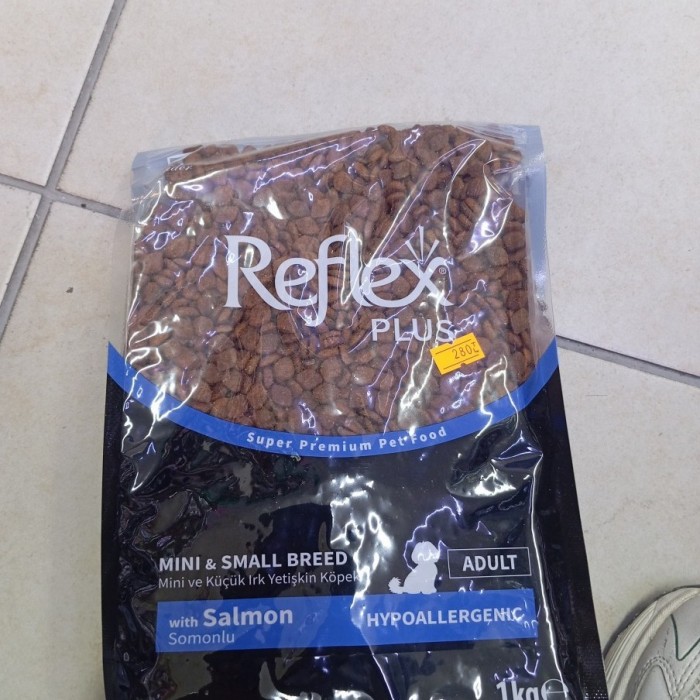 Reflex®
PLUS
280₺
Super Premium Pet Food
MINI & SMALL BREED
Mini ve Küçük Irk Yetişkin Köpek
ADULT
with Salmon
Somonlu
HYPOALLERGENIC
1kg℮